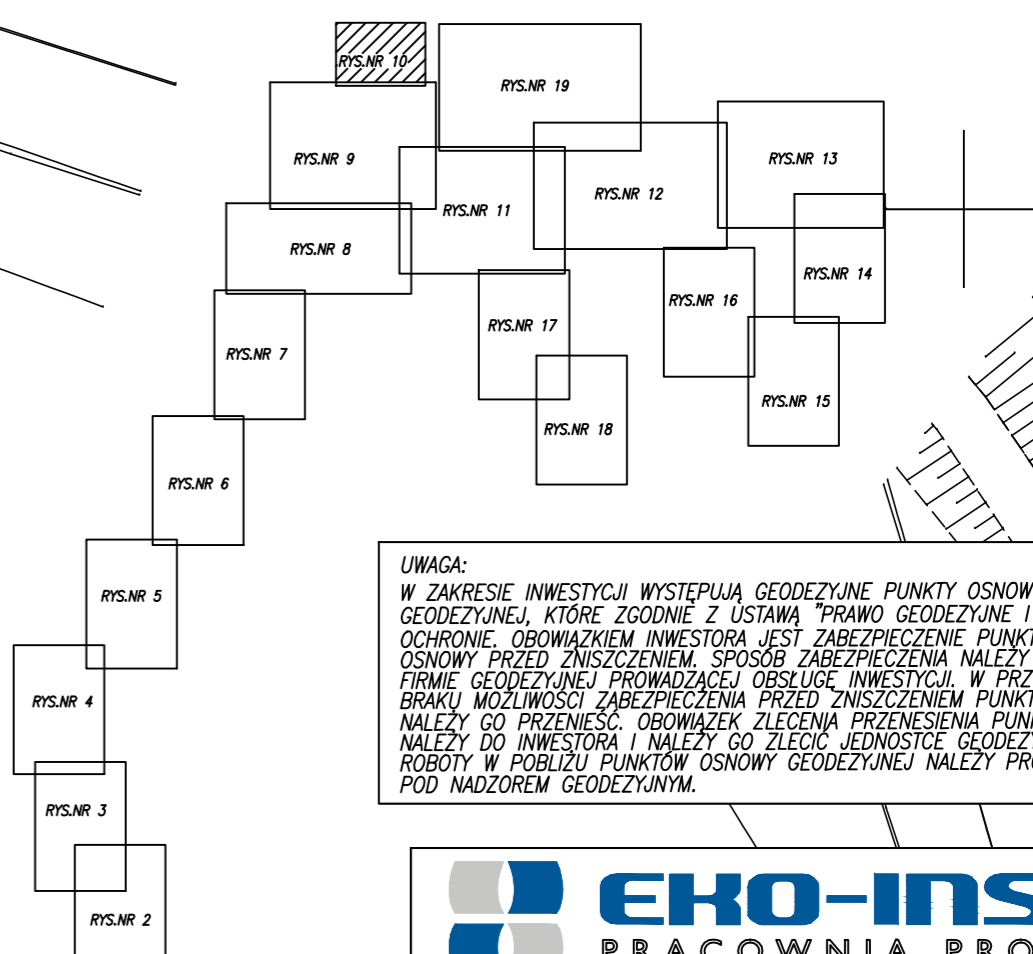 RYS.NR 10
RYS.NR 19
RYS.NR 9
RYS.NR 13
RYS.NR 12
RYS.NR 11
RYS.NR 8
RYS.NR 14
RYS.NR 16
RYS.NR 17
RYS.NR 7
RYS.NR 15
RYS.NR 18
RYS.NR 6
RYS.NR 5
RYS.NR 4
RYS.NR 3
RYS.NR 2
UWAGA:
W ZAKRESIE INWESTYCJI WYSTĘPUJĄ GEODEZYJNE PUNKTY OSNOW
GEODEZYJNEJ, KTÓRE ZGODNIE Z USTAWĄ "PRAWO GEODEZYJNE I
OCHRONIE. OBOWIĄZKIEM INWESTORA JEST ZABEZPIECZENIE PUNKT
OSNOWY PRZED ZNISZCZENIEM. SPOSÓB ZABEZPIECZENIA NALEŻY
FIRMIE GEODEZYJNEJ PROWADZĄCEJ OBSŁUGĘ INWESTYCJI. W PRZ
BRAKU MOŻLIWOŚCI ZABEZPIECZENIA PRZED ZNISZCZENIEM PUNKT
NALEŻY GO PRZENIEŚĆ. OBOWIĄZEK ZLECENIA PRZENESIENIA PUN
NALEŻY DO INWESTORA I NALEŻY GO ZLECIĆ JEDNOSTCE GEODEZY
ROBOTY W POBLIŻU PUNKTÓW OSNOWY GEODEZYJNEJ NALEŻY PRO
POD NADZOREM GEODEZYJNYM.
EKO-INS
PRACOWNIA PRO